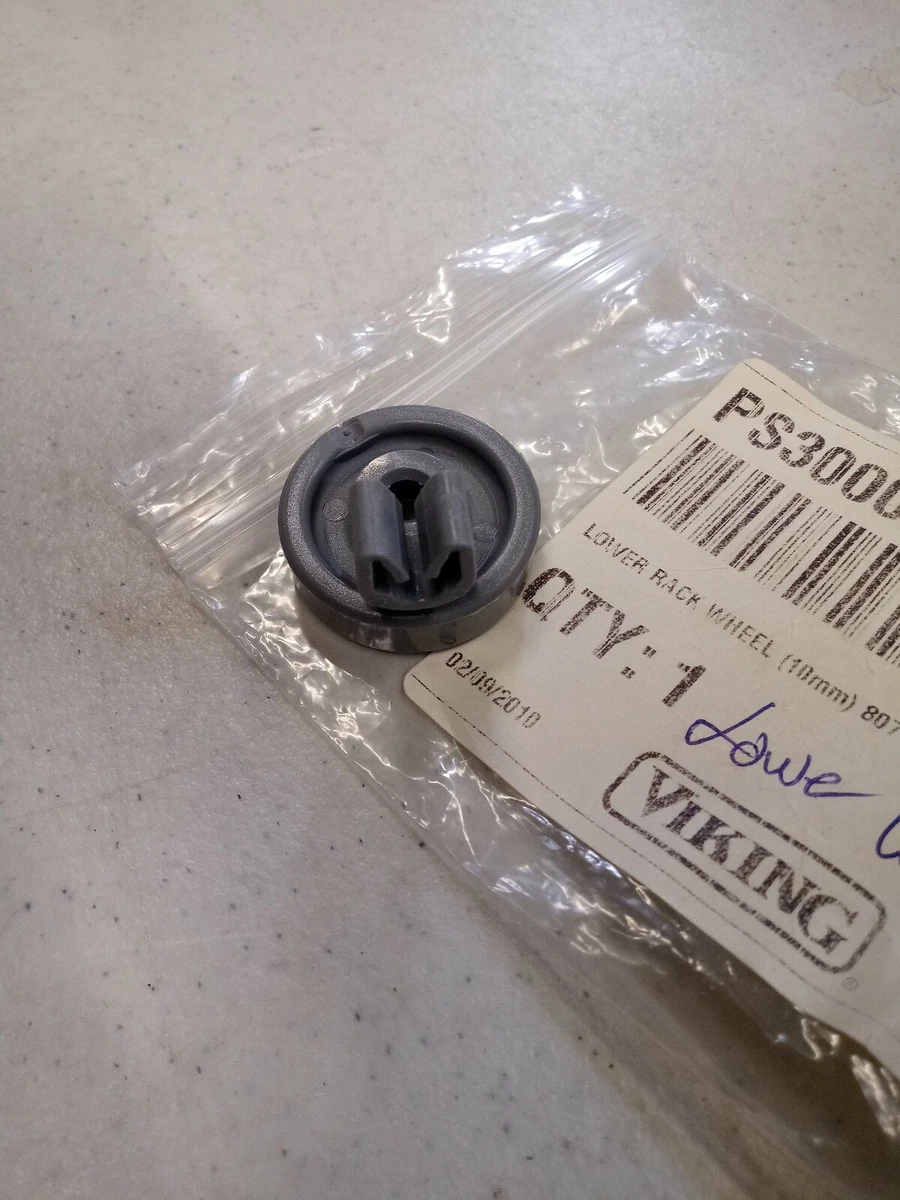 PS3000
LOWER RACK WHEEL (10mm) 807
QTY: 1
02/09/2010
Lowe
VIKING
®